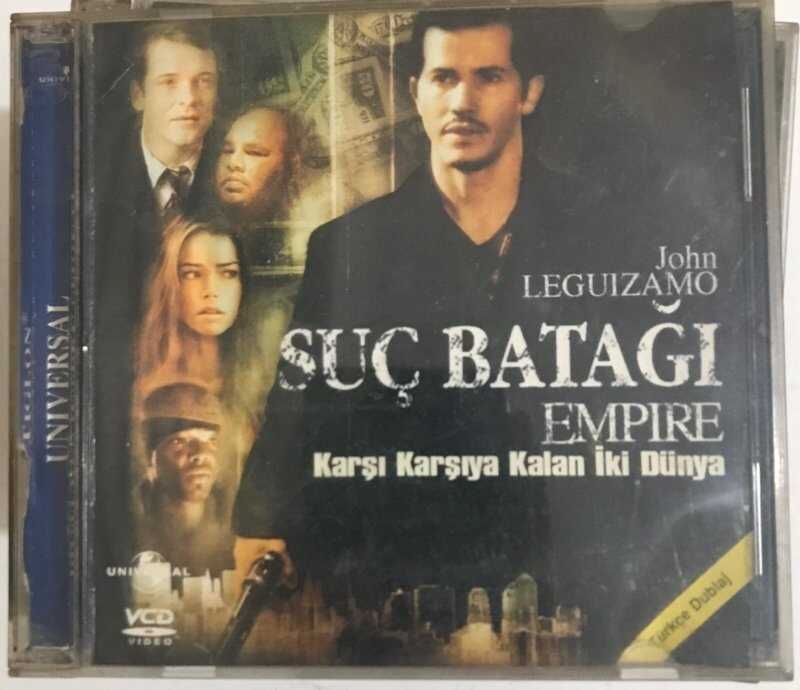 John
LEGUIZAMO
SUÇ BATAĞI
EMPIRE
Karşı Karşıya Kalan İki Dünya
UNIVERSAL
VCD
VIDEO
Türkçe Dublaj
UNIVERSAL